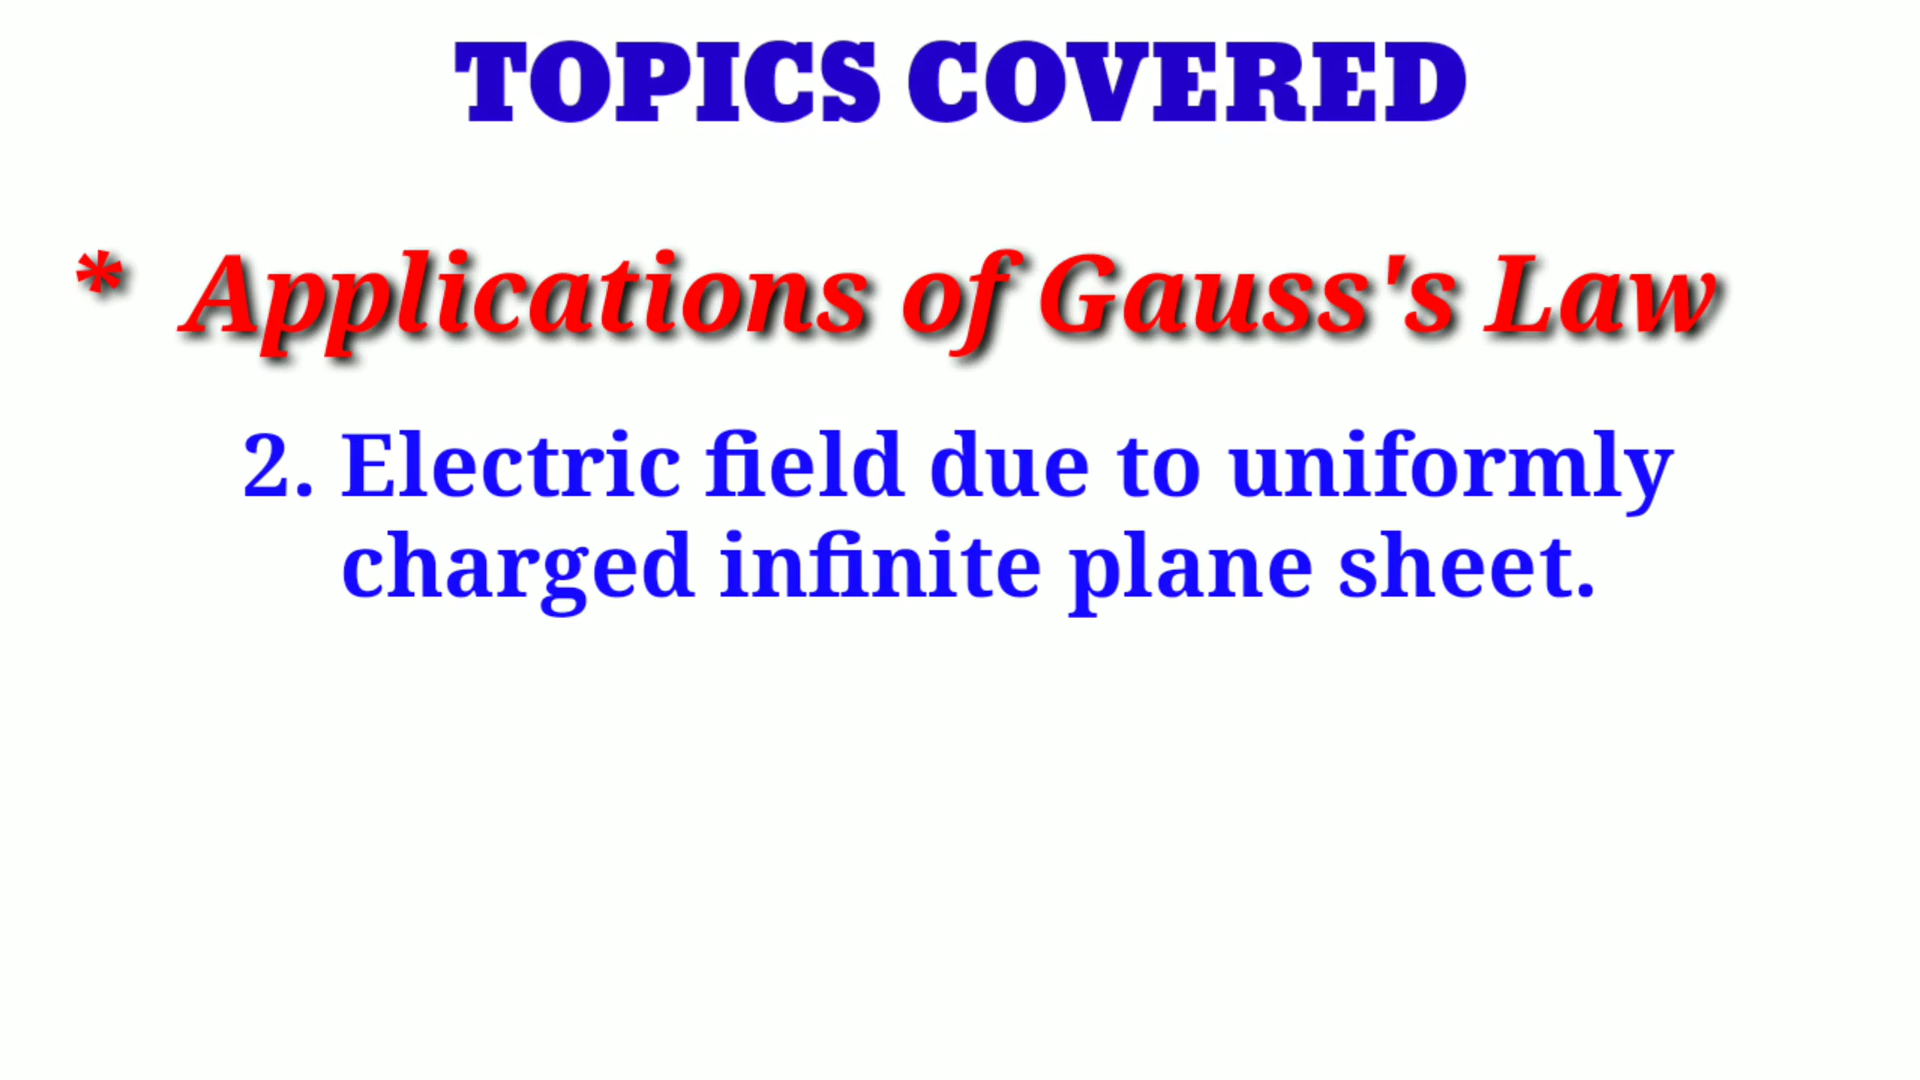 TOPICS COVERED
* Applications of Gauss's Law
2. Electric field due to uniformly
charged infinite plane sheet.